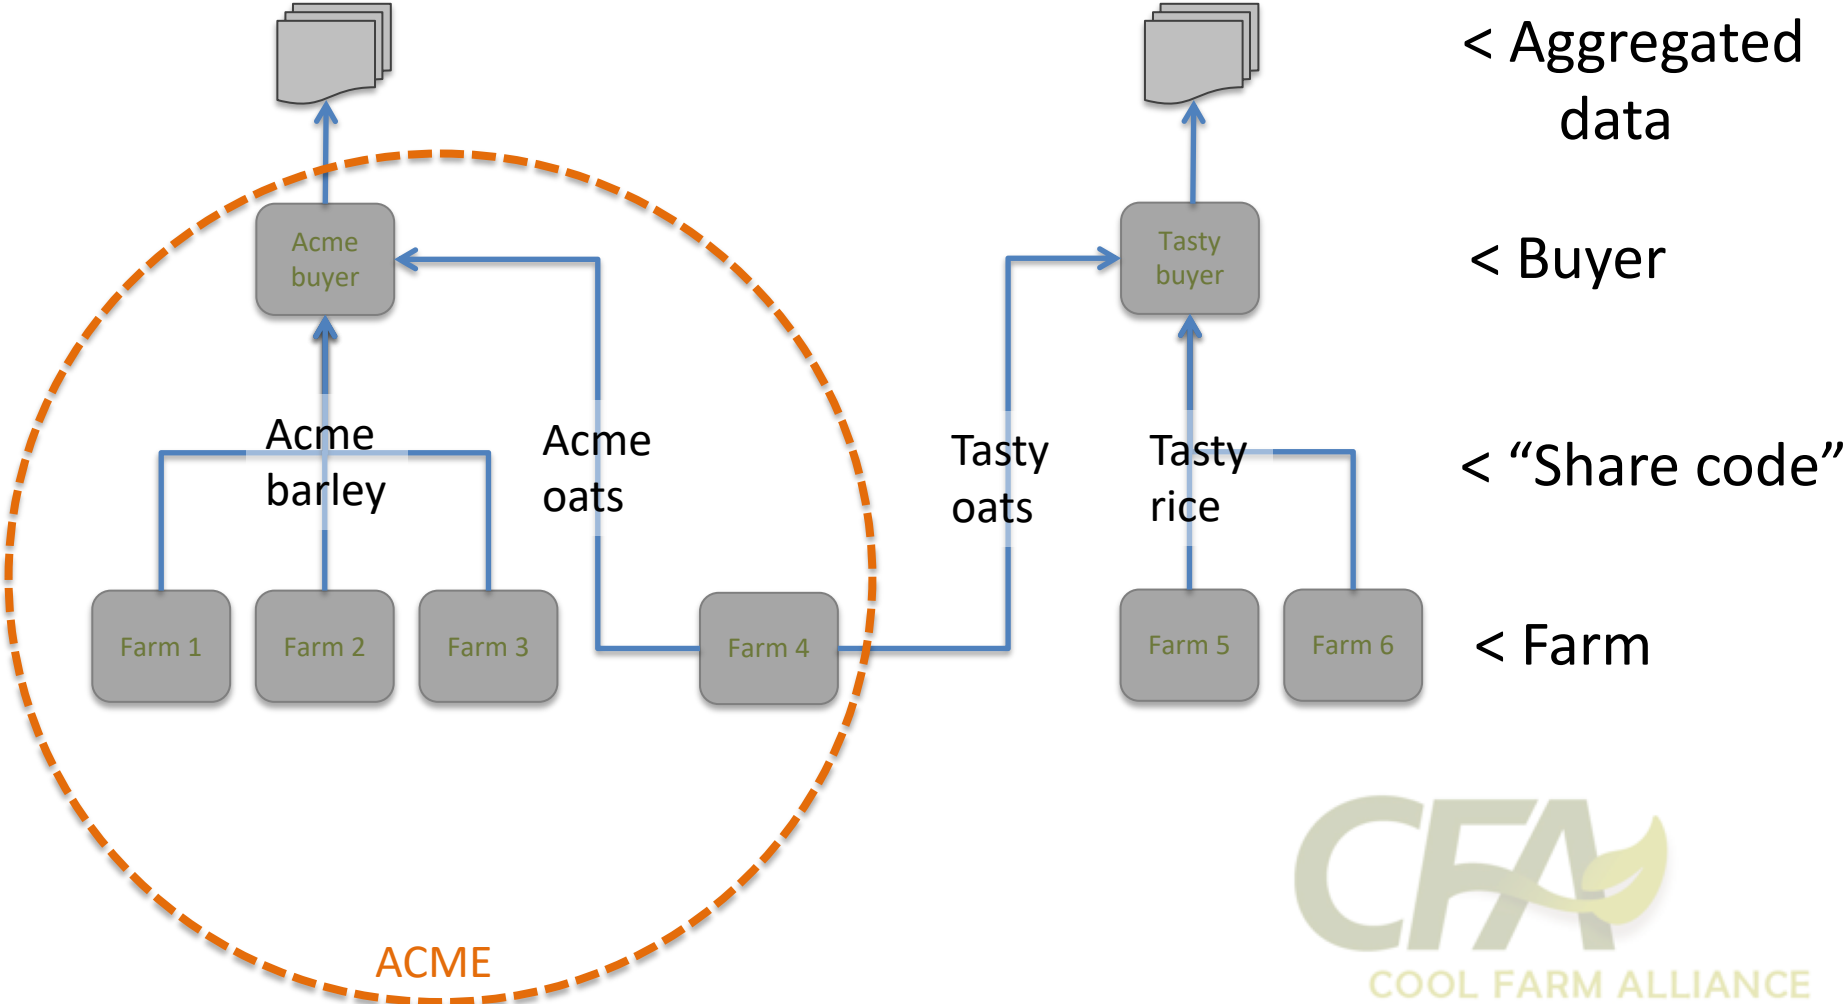 < Aggregated
data
Acme
buyer
Tasty
buyer
< Buyer
Acme
barley
Acme
oats
Tasty
oats
Tasty
rice
< “Share code”
Farm 1
Farm 2
Farm 3
Farm 4
Farm 5
Farm 6
< Farm
ACME
CFA
COOL FARM ALLIANCE